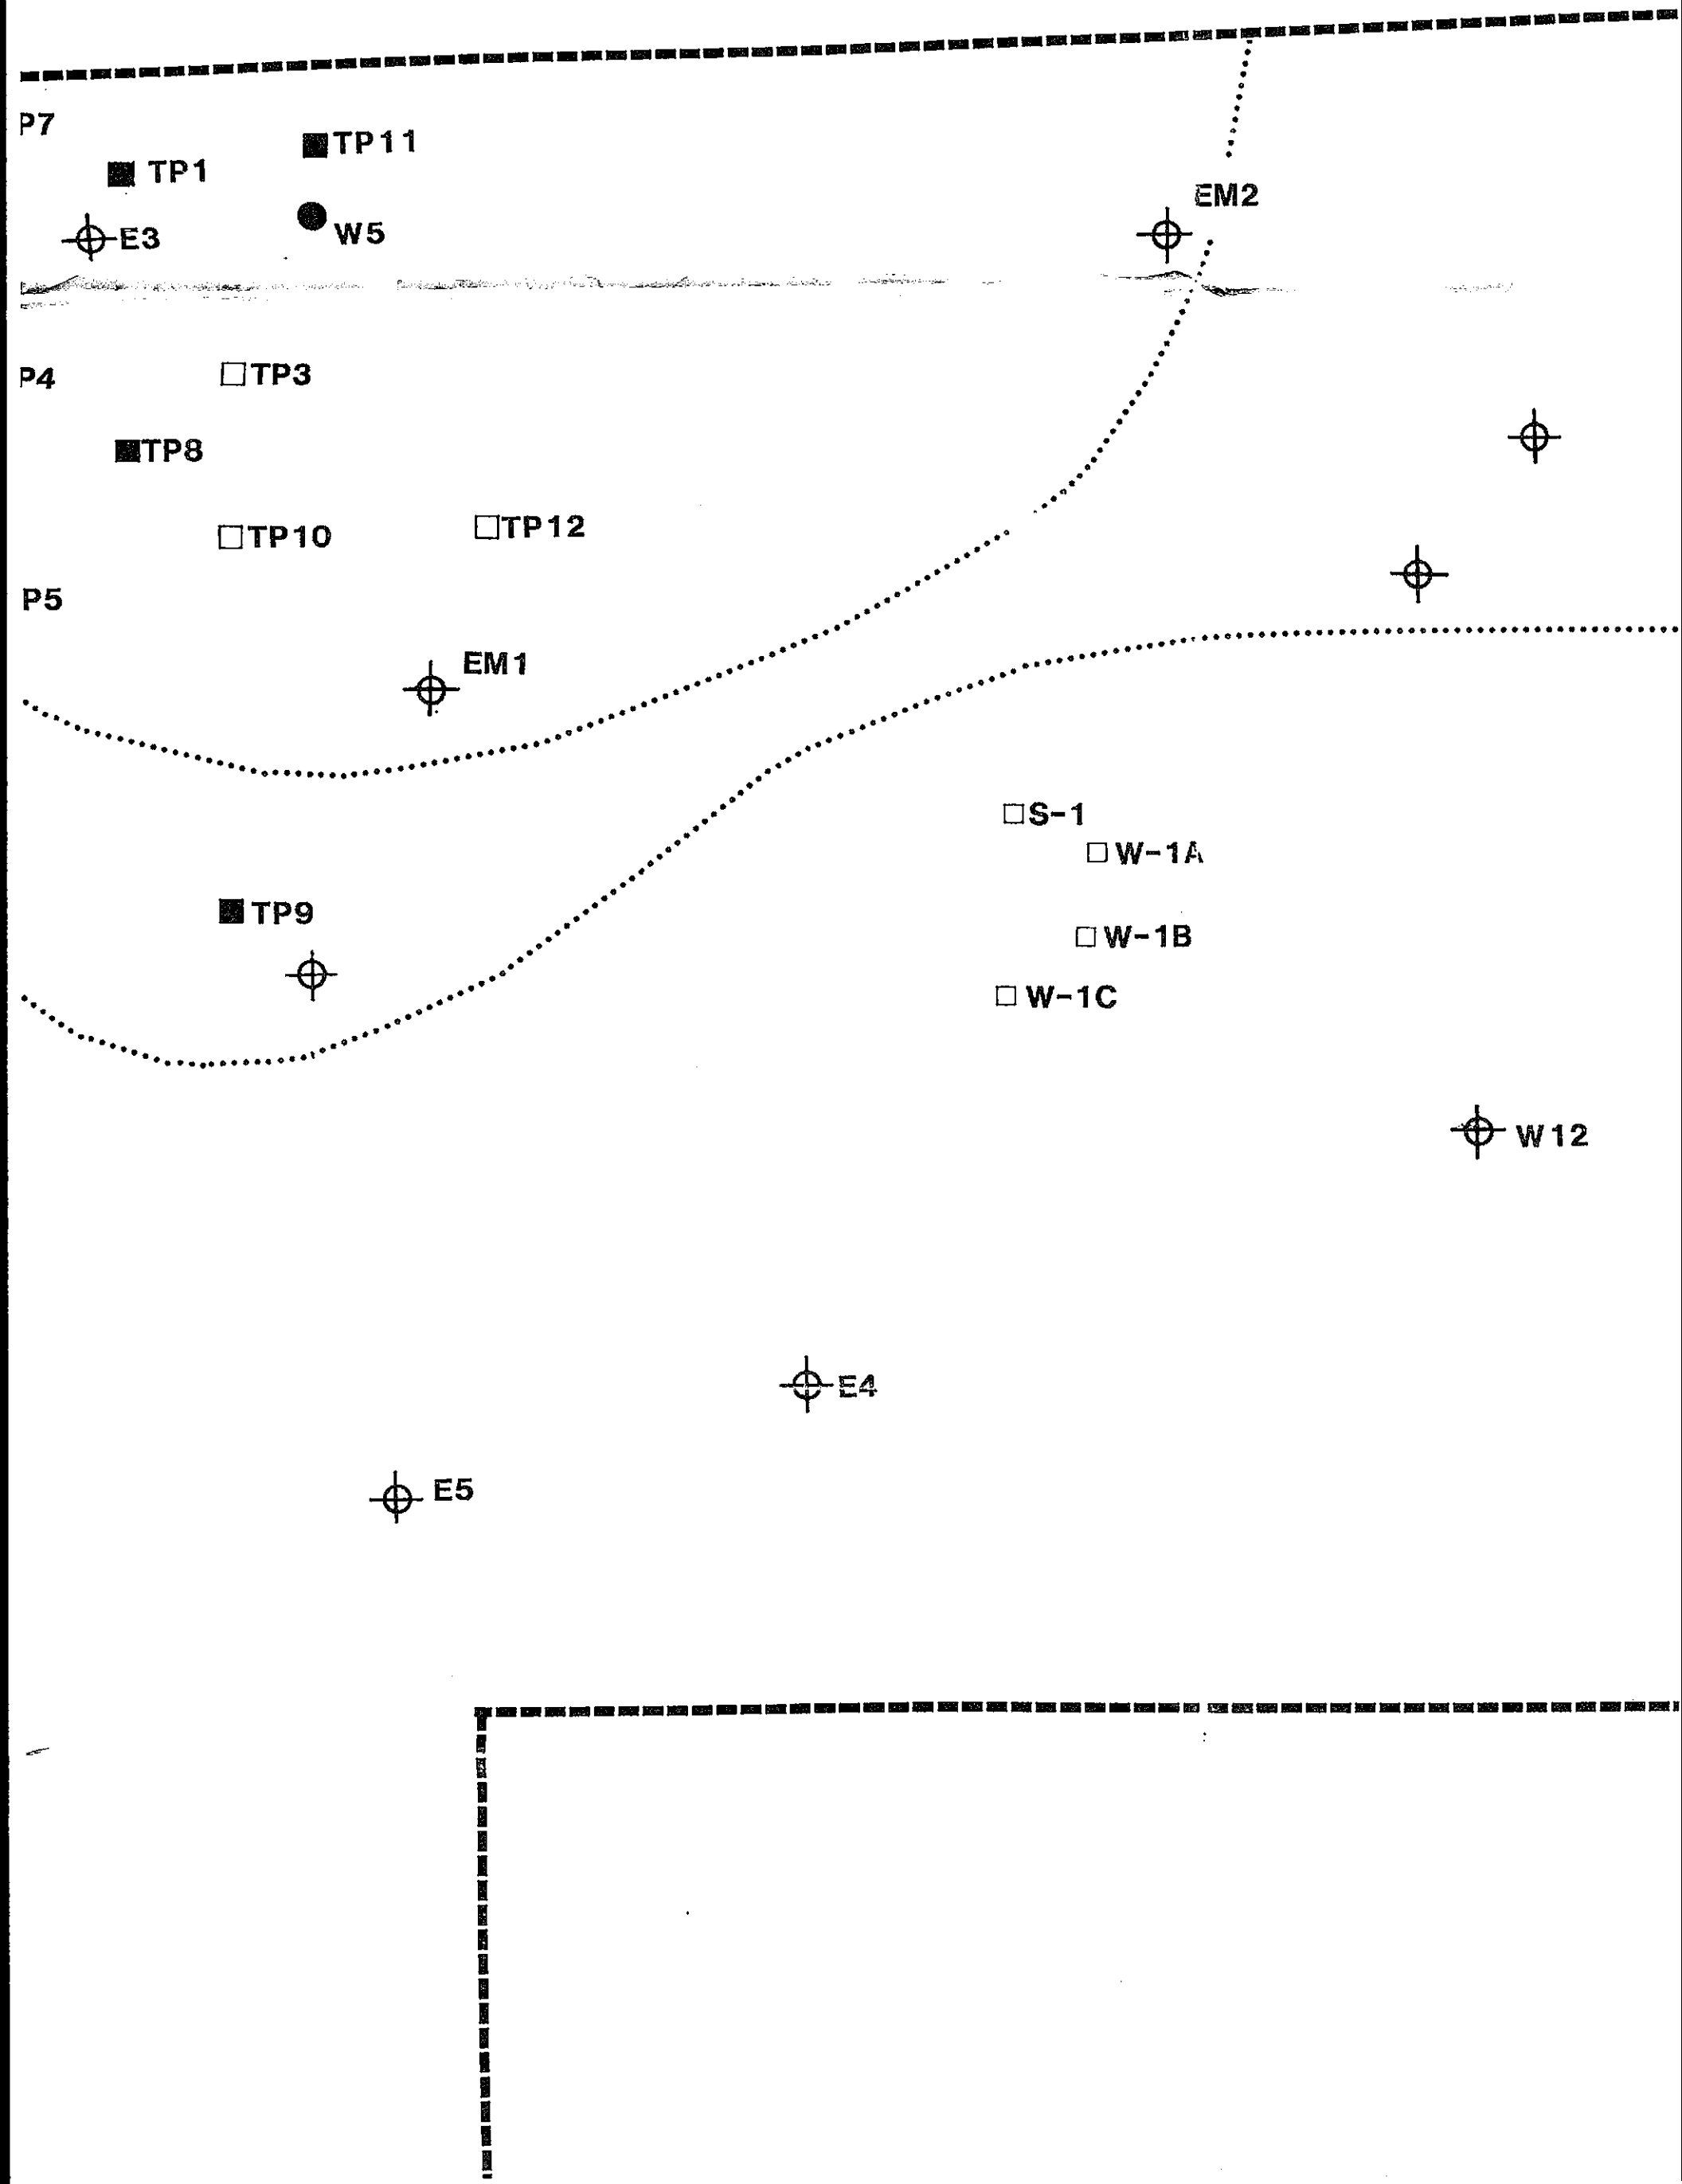 P7
TP11
TP1
EM2
E3
W5
P4
TP3
TP8
TP10
TP12
P5
EM1
S-1
W-1A
TP9
W-1B
W-1C
W12
E4
E5